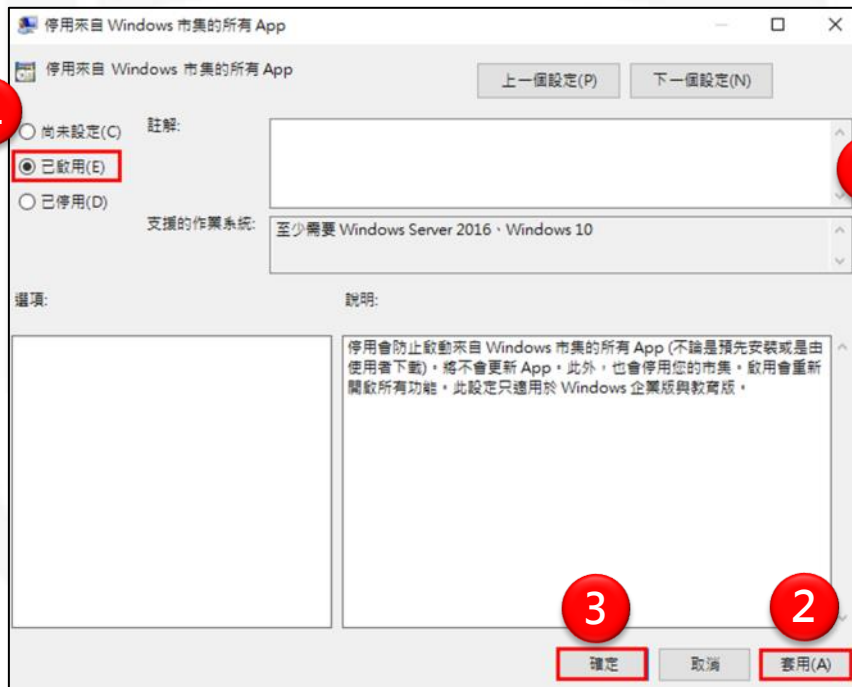 停用來自 Windows 市集的所有 App
停用來自 Windows 市集的所有 App
上一個設定(P)
下一個設定(N)
尚未設定(C)
註解:
已啟用(E)
已停用(D)
支援的作業系統:
至少需要 Windows Server 2016、Windows 10
選項:
說明:
停用會防止啟動來自 Windows 市集的所有 App (不論是預先安裝或是由
使用者下載)。將不會更新 App。此外，也會停用您的市集。啟用會重新
開啟所有功能。此設定只適用於 Windows 企業版與教育版。
3
2
確定
取消
套用(A)